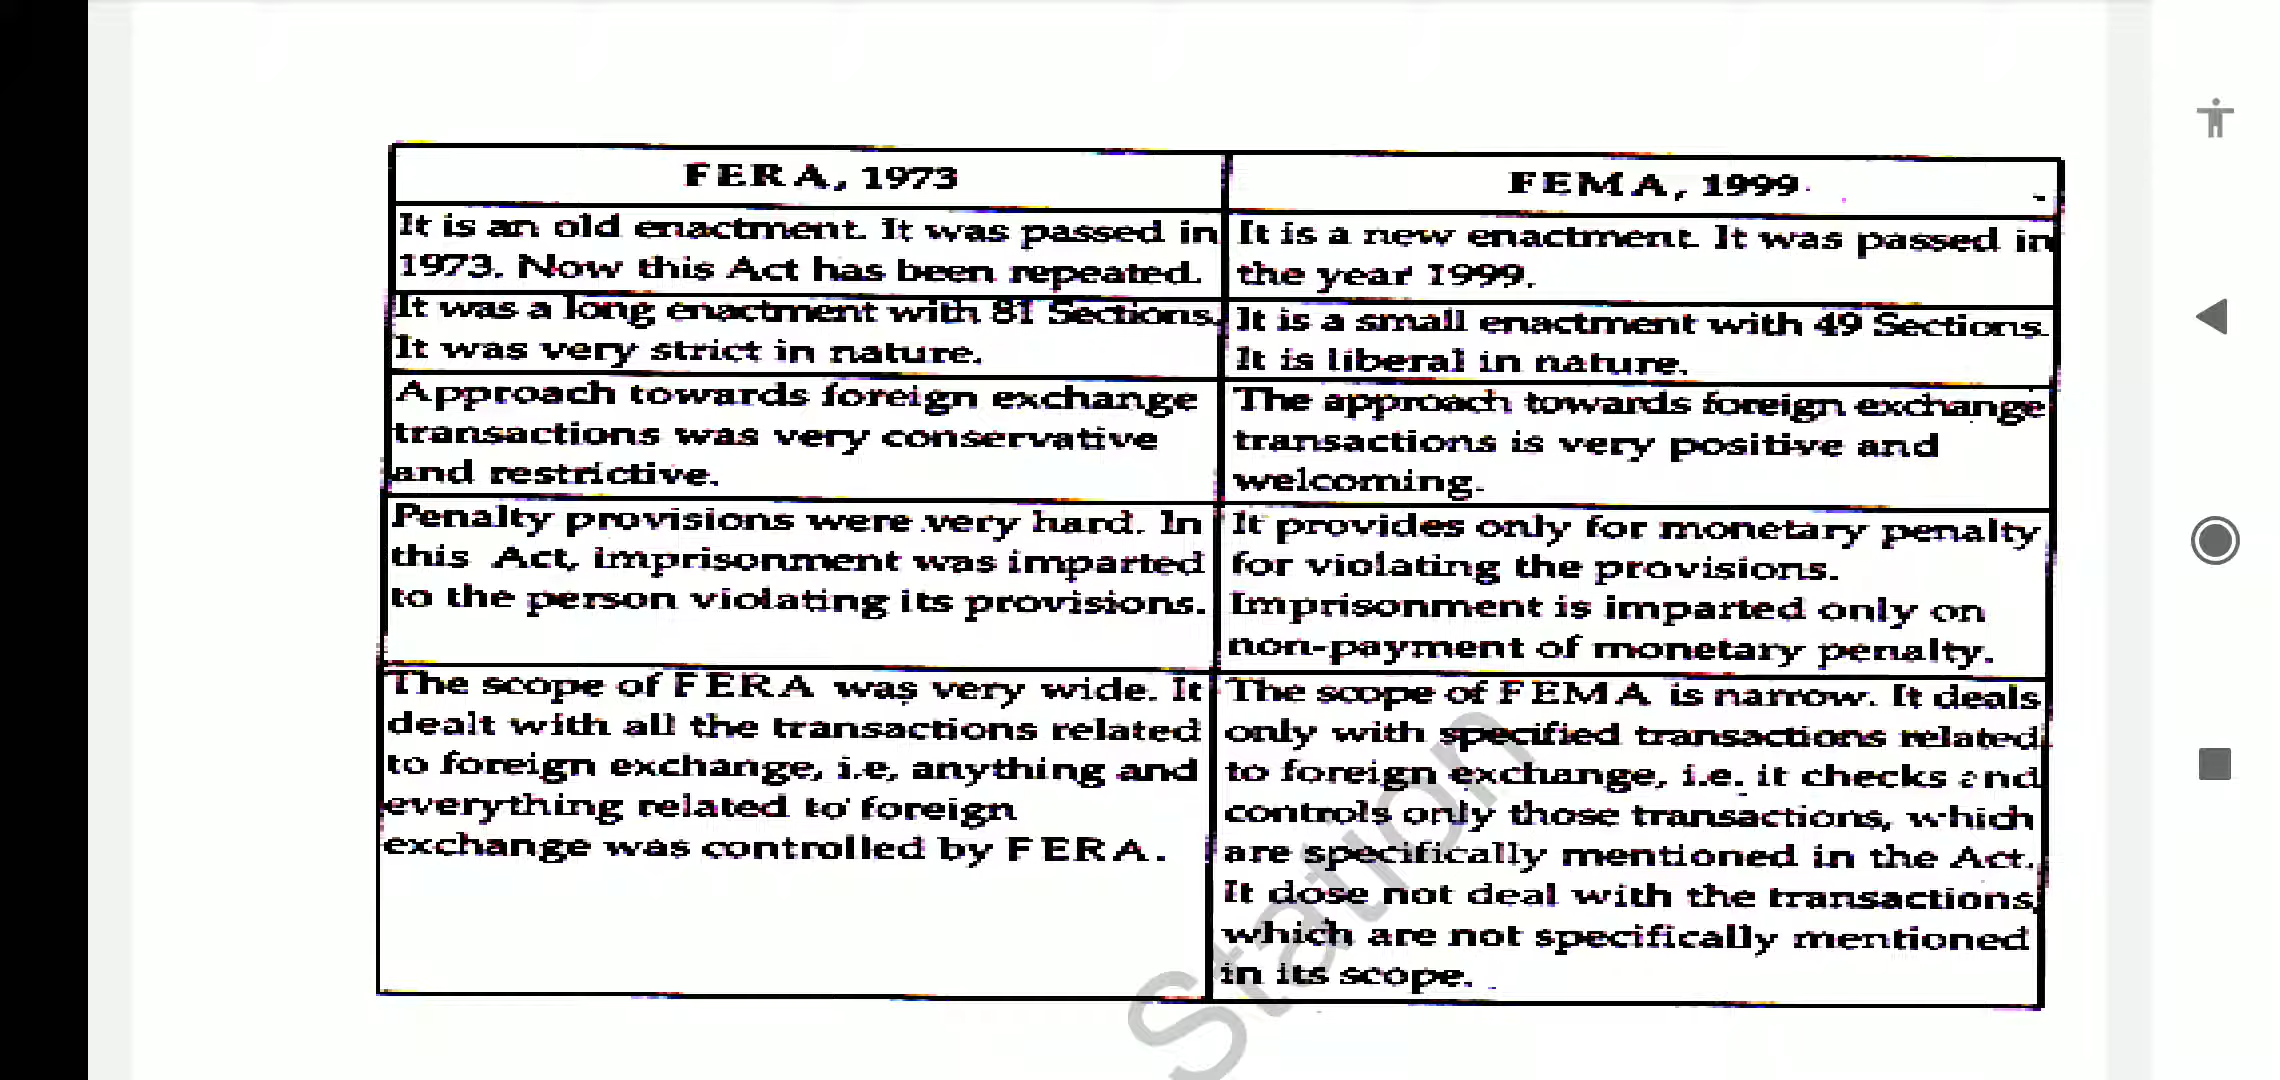 FERA, 1973
FEMA, 1999
It is an old enactment. It was passed in
1973. Now this Act has been repeated.
It is a new enactment. It was passed in
the year 1999.
It was a long enactment with 81 Sections.
It was very strict in nature.
It is a small enactment with 49 Sections.
It is liberal in nature.
Approach towards foreign exchange
transactions was very conservative
and restrictive.
The approach towards foreign exchange
transactions is very positive and
welcoming.
Penalty provisions were very hard. In
this Act, imprisonment was imparted
to the person violating its provisions.
It provides only for monetary penalty
for violating the provisions.
Imprisonment is imparted only on
non-payment of monetary penalty.
The scope of FERA was very wide. It
dealt with all the transactions related
to foreign exchange, i.e, anything and
everything related to foreign
exchange was controlled by FERA.
The scope of FEMA is narrow. It deals
only with specified transactions related
to foreign exchange, i.e. it checks and
controls only those transactions, which
are specifically mentioned in the Act.
It dose not deal with the transactions,
which are not specifically mentioned
in its scope.
Station